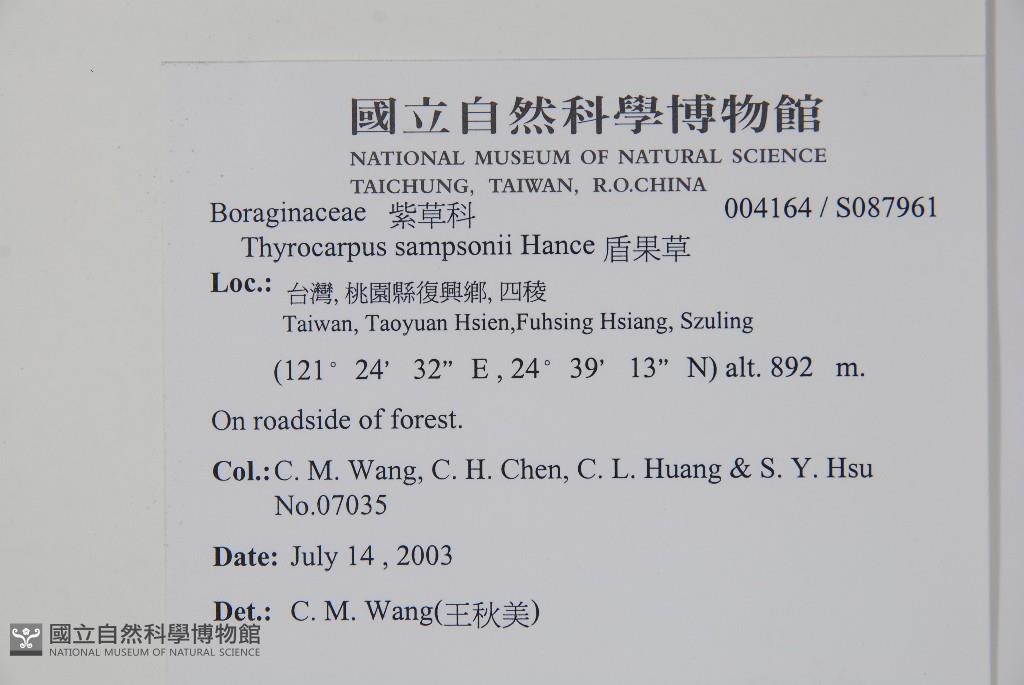 國立自然科學博物館
NATIONAL MUSEUM OF NATURAL SCIENCE
TAICHUNG, TAIWAN, R.O.CHINA
Boraginaceae 紫草科 004164 / S087961
Thyrocarpus sampsonii Hance 盾果草
Loc.: 台灣, 桃園縣復興鄉, 四稜
Taiwan, Taoyuan Hsien,Fuhsing Hsiang, Szuling
(121° 24’ 32” E , 24° 39’ 13” N) alt. 892 m.
On roadside of forest.
Col.: C. M. Wang, C. H. Chen, C. L. Huang & S. Y. Hsu
No.07035
Date: July 14 , 2003
Det.: C. M. Wang(王秋美)
國立自然科學博物館
NATIONAL MUSEUM OF NATURAL SCIENCE